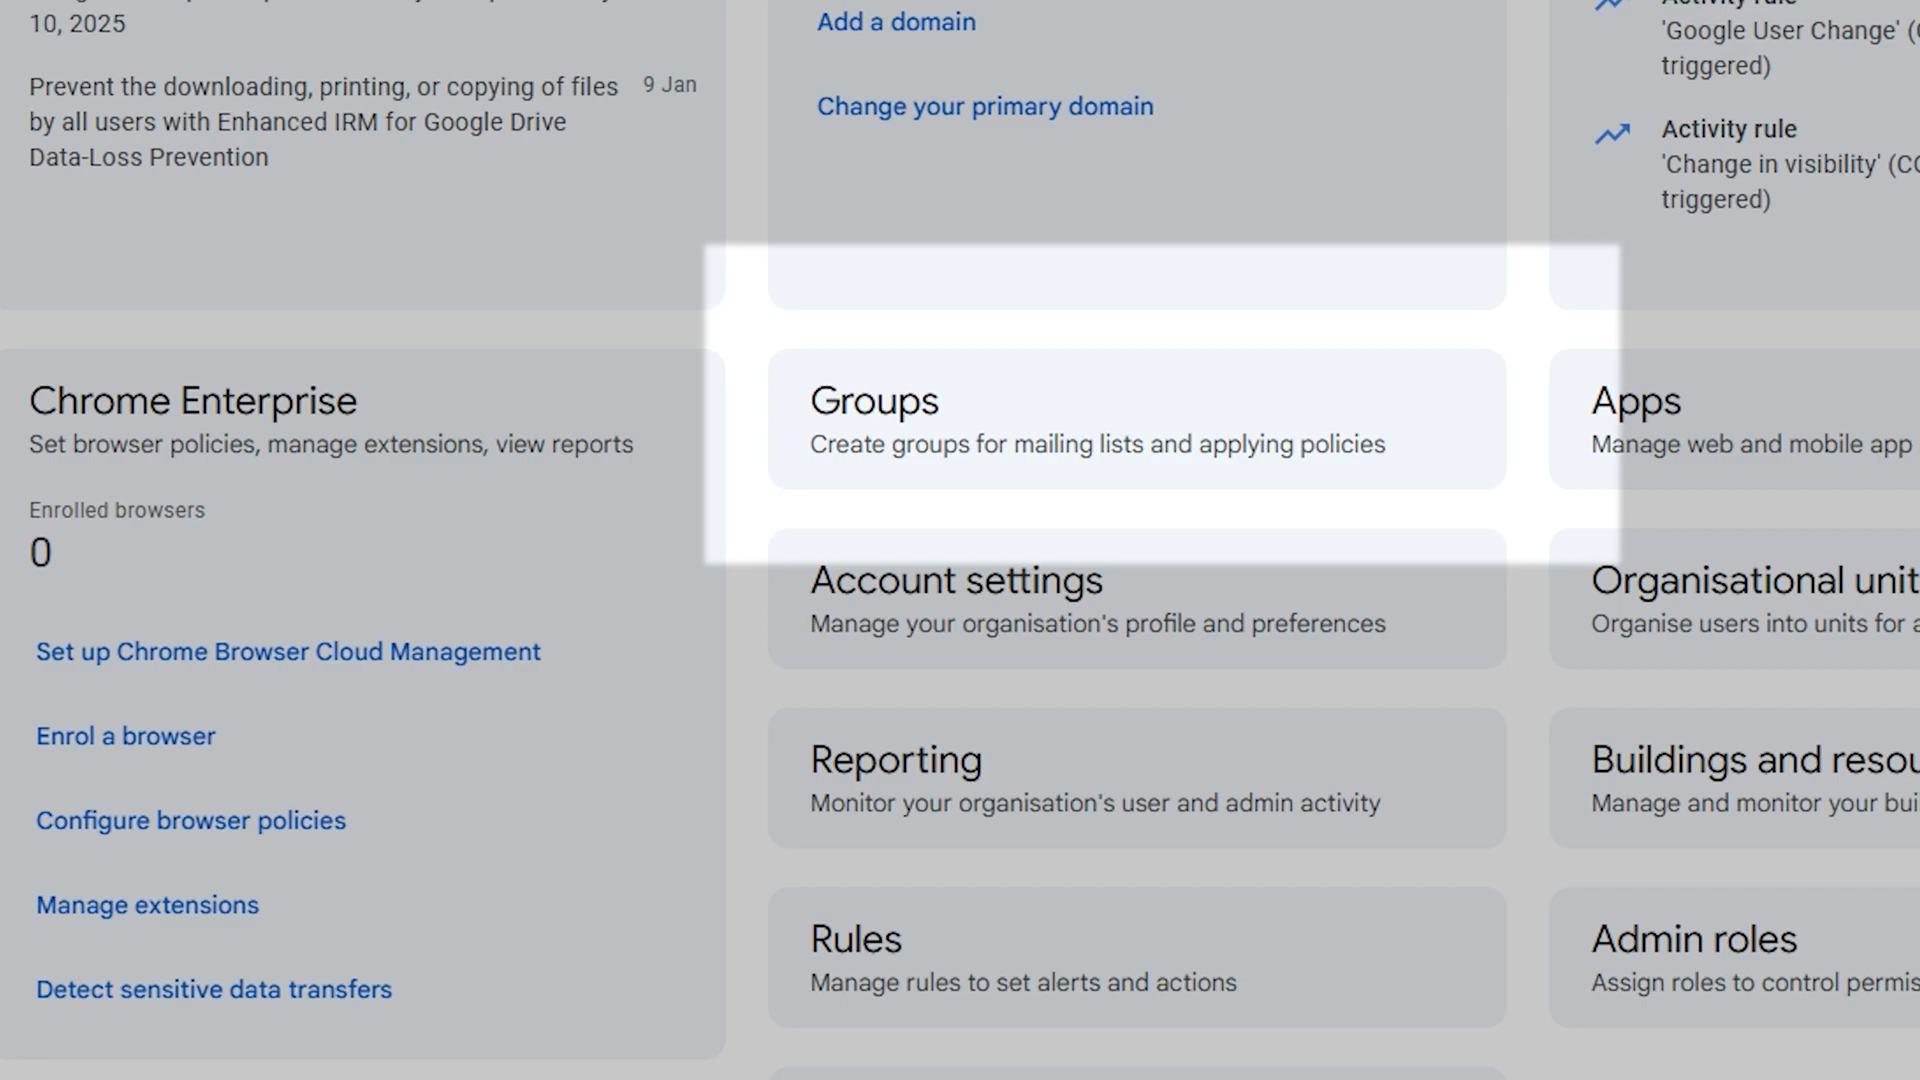 10, 2025
Prevent the downloading, printing, or copying of files 9 Jan
by all users with Enhanced IRM for Google Drive
Data-Loss Prevention
Chrome Enterprise
Set browser policies, manage extensions, view reports
Enrolled browsers
0
Set up Chrome Browser Cloud Management
Enrol a browser
Configure browser policies
Manage extensions
Detect sensitive data transfers
Add a domain
Change your primary domain
Groups
Create groups for mailing lists and applying policies
Account settings
Manage your organisation's profile and preferences
Reporting
Monitor your organisation's user and admin activity
Rules
Manage rules to set alerts and actions
Activity rule
'Google User Change' (
triggered)
Activity rule
'Change in visibility' (
triggered)
Apps
Manage web and mobile app
Organisational unit
Organise users into units for
Buildings and
Manage and monitor your
Admin roles
Assign roles to control